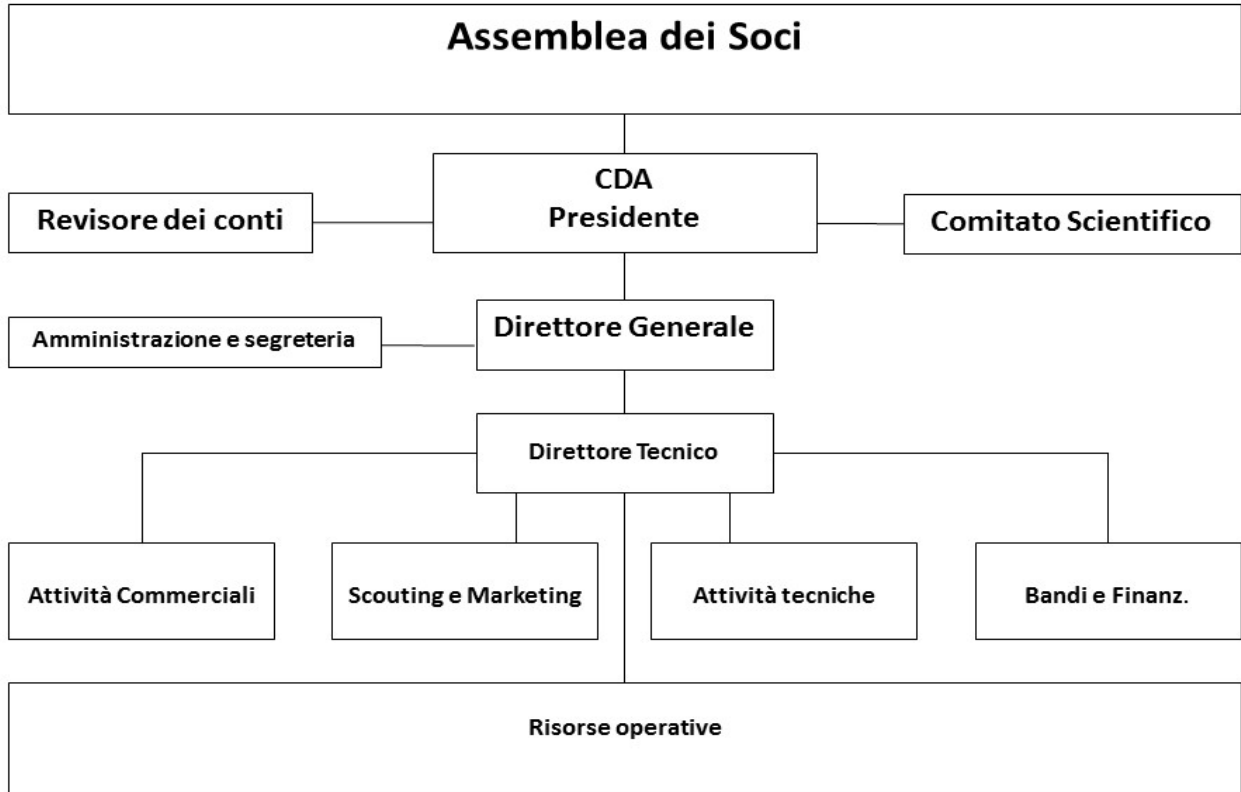 Assemblea dei Soci
CDA
Presidente
Revisore dei conti
Comitato Scientifico
Direttore Generale
Amministrazione e segreteria
Direttore Tecnico
Attività Commerciali
Scouting e Marketing
Attività tecniche
Bandi e Finanz.
Risorse operative